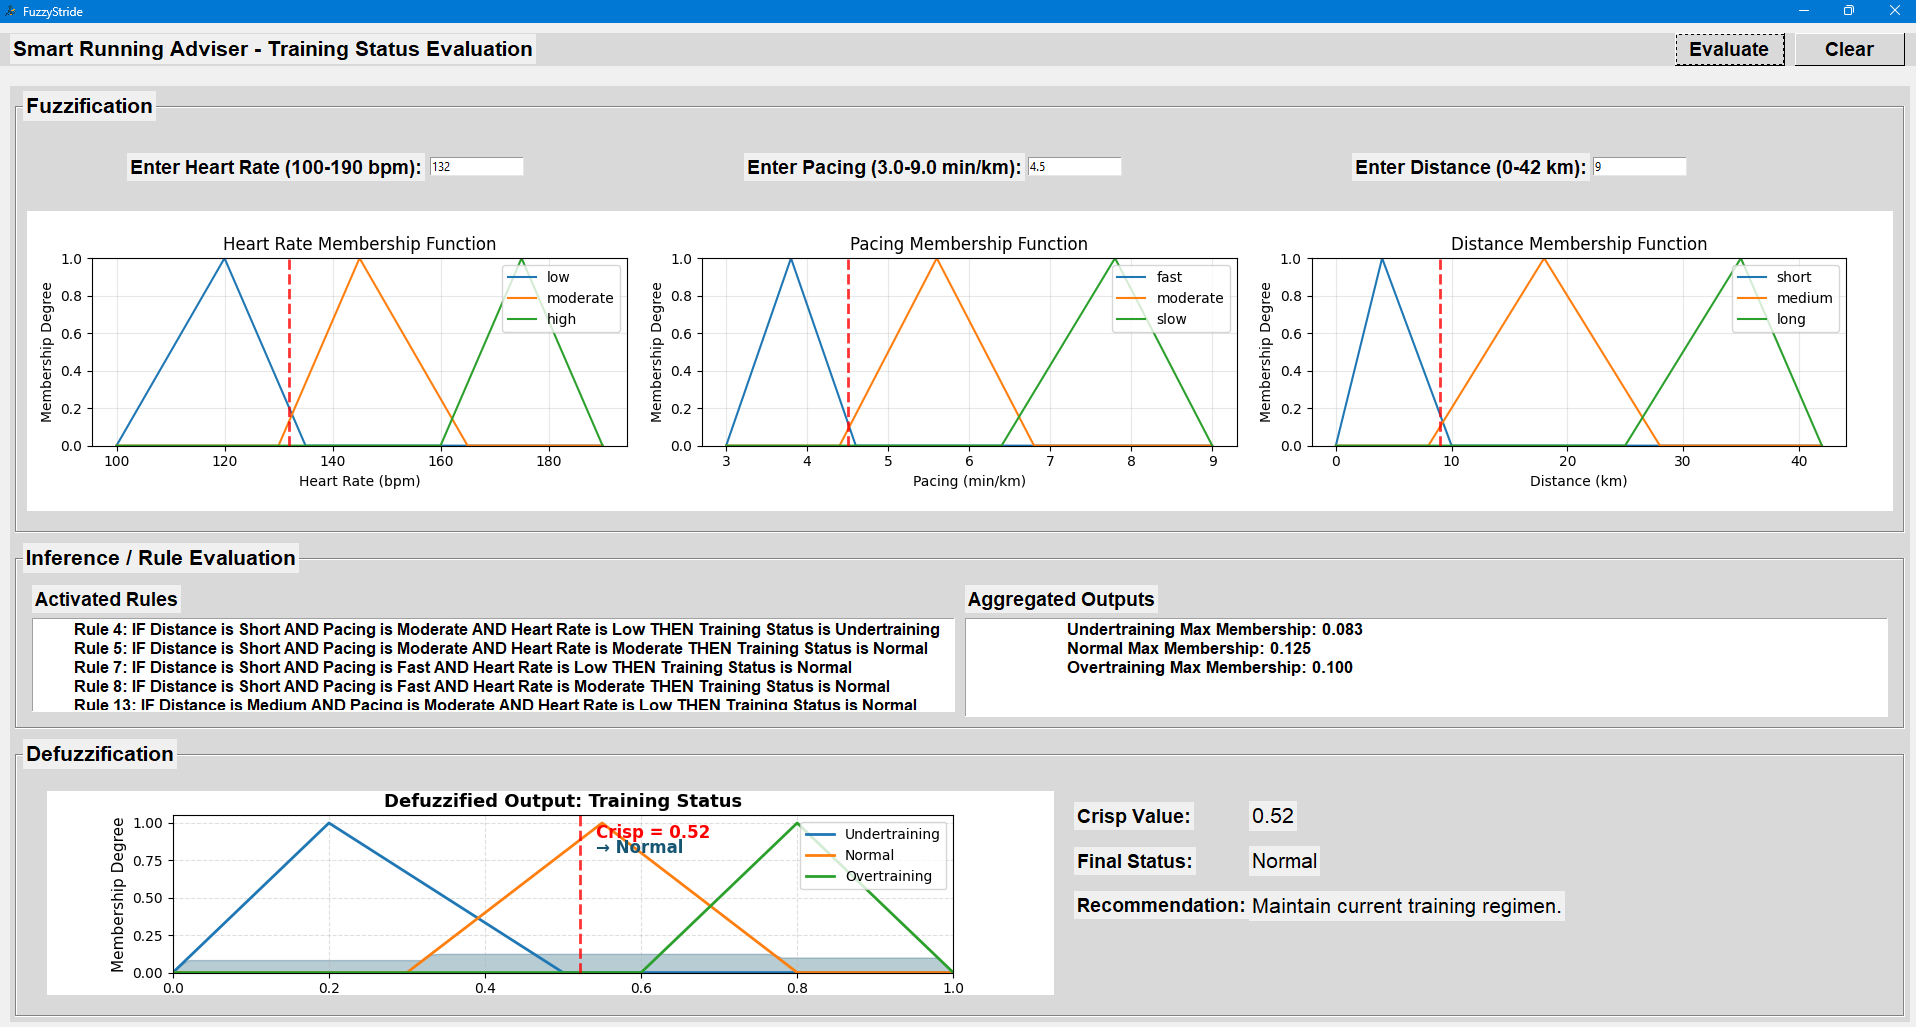 FuzzyStride
Smart Running Adviser - Training Status Evaluation
Evaluate
Clear
Fuzzification
Enter Heart Rate (100-190 bpm): 132
Enter Pacing (3.0-9.0 min/km): 4.5
Enter Distance (0-42 km): 9
Heart Rate Membership Function
Membership Degree
1.0
0.8
0.6
0.4
0.2
0.0
low
moderate
high
100 120 140 160 180
Heart Rate (bpm)
Pacing Membership Function
Membership Degree
1.0
0.8
0.6
0.4
0.2
0.0
fast
moderate
slow
3 4 5 6 7 8 9
Pacing (min/km)
Distance Membership Function
Membership Degree
1.0
0.8
0.6
0.4
0.2
0.0
short
medium
long
0 10 20 30 40
Distance (km)
Inference / Rule Evaluation
Activated Rules
Rule 4: IF Distance is Short AND Pacing is Moderate AND Heart Rate is Low THEN Training Status is Undertraining
Rule 5: IF Distance is Short AND Pacing is Moderate AND Heart Rate is Moderate THEN Training Status is Normal
Rule 7: IF Distance is Short AND Pacing is Fast AND Heart Rate is Low THEN Training Status is Normal
Rule 8: IF Distance is Short AND Pacing is Fast AND Heart Rate is Moderate THEN Training Status is Normal
Rule 13: IF Distance is Medium AND Pacing is Moderate AND Heart Rate is Low THEN Training Status is Normal
Aggregated Outputs
Undertraining Max Membership: 0.083
Normal Max Membership: 0.125
Overtraining Max Membership: 0.100
Defuzzification
Defuzzified Output: Training Status
Membership Degree
1.00
0.75
0.50
0.25
0.00
Crisp = 0.52
→ Normal
Undertraining
Normal
Overtraining
0.0 0.2 0.4 0.6 0.8 1.0
Crisp Value: 0.52
Final Status: Normal
Recommendation: Maintain current training regimen.